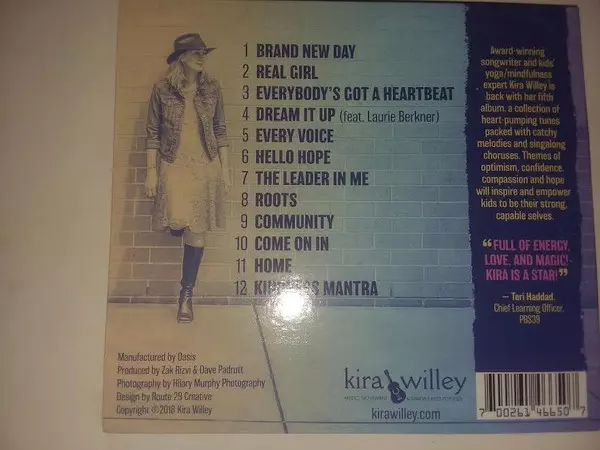 1 BRAND NEW DAY
2 REAL GIRL
3 EVERYBODY'S GOT A HEARTBEAT
4 DREAM IT UP (feat. Laurie Berkner)
5 EVERY VOICE
6 HELLO HOPE
7 THE LEADER IN ME
8 ROOTS
9 COMMUNITY
10 COME ON IN
11 HOME
12 KINDNESS MANTRA
Award-winning
songwriter and kids'
yoga/mindfulness
expert Kira Willey is
back with her fifth
album, a collection of
heart-pumping tunes
packed with catchy
melodies and singalong
choruses. Themes of
optimism, confidence,
compassion and hope
will inspire and empower
kids to be their strong,
capable selves.
“FULL OF ENERGY,
LOVE, AND MAGIC!
KIRA IS A STAR!”
— Teri Haddad,
Chief Learning Officer,
PBS39
Manufactured by Oasis
Produced by Zak Rizvi & Dave Padrutt
Photography by Hilary Murphy Photography
Design by Route 29 Creative
Copyright ©2018 Kira Willey
kira willey
kirawilley.com
7 00261 46650 7